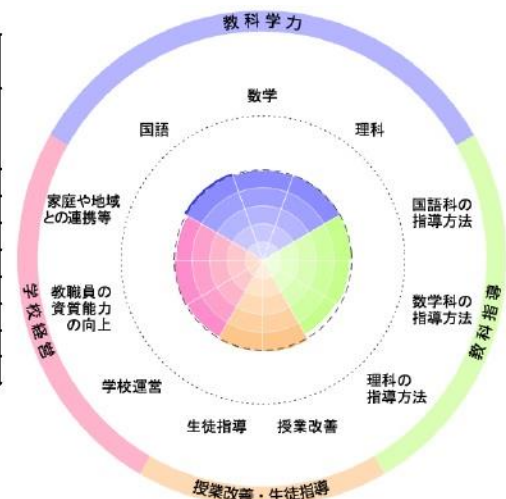 教科学力
数学
国語
理科
家庭や地域
との連携等
国語科の
指導方法
教職員の
資質能力
の向上
数学科の
指導方法
学校経営
教科指導
学校運営
理科の
指導方法
生徒指導
授業改善
授業改善・生徒指導